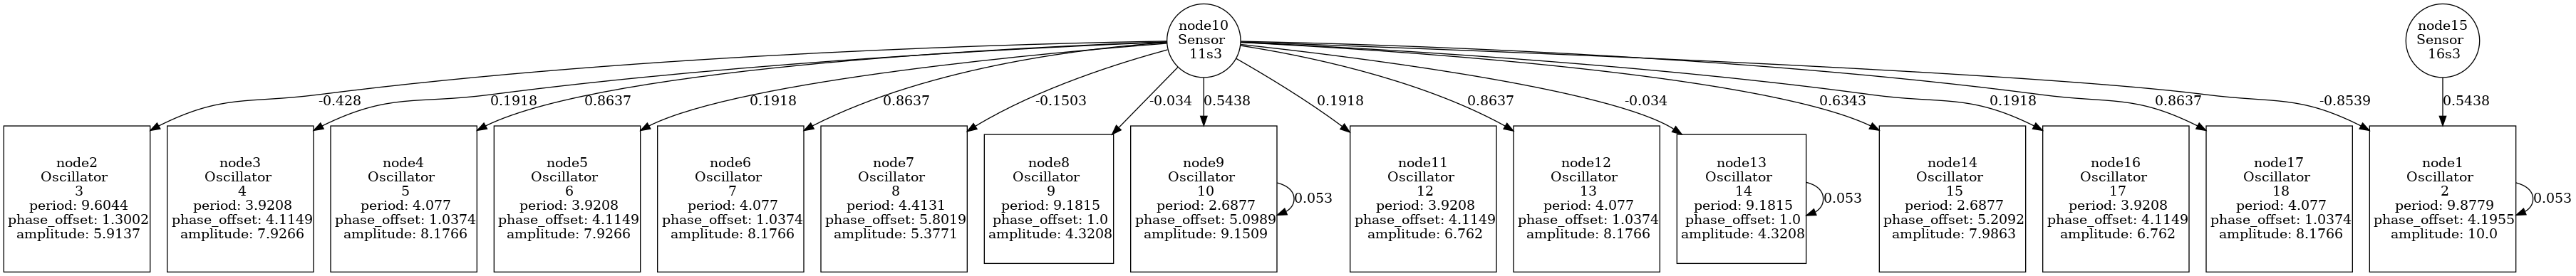 node10
Sensor
11s3
node15
Sensor
16s3
-0.428
0.1918
0.8637
0.1918
0.8637
-0.1503
-0.034
0.5438
0.1918
0.8637
-0.034
0.6343
0.1918
0.8637
-0.8539
0.5438
node2
Oscillator
3
period: 9.6044
phase_offset: 1.3002
amplitude: 5.9137
node3
Oscillator
4
period: 3.9208
phase_offset: 4.1149
amplitude: 7.9266
node4
Oscillator
5
period: 4.077
phase_offset: 1.0374
amplitude: 8.1766
node5
Oscillator
6
period: 3.9208
phase_offset: 4.1149
amplitude: 7.9266
node6
Oscillator
7
period: 4.077
phase_offset: 1.0374
amplitude: 8.1766
node7
Oscillator
8
period: 4.4131
phase_offset: 5.8019
amplitude: 5.3771
node8
Oscillator
9
period: 9.1815
phase_offset: 1.0
amplitude: 4.3208
node9
Oscillator
10
period: 2.6877
phase_offset: 5.0989
amplitude: 9.1509
0.053
node11
Oscillator
12
period: 3.9208
phase_offset: 4.1149
amplitude: 6.762
node12
Oscillator
13
period: 4.077
phase_offset: 1.0374
amplitude: 8.1766
node13
Oscillator
14
period: 9.1815
phase_offset: 1.0
amplitude: 4.3208
0.053
node14
Oscillator
15
period: 2.6877
phase_offset: 5.2092
amplitude: 7.9863
node16
Oscillator
17
period: 3.9208
phase_offset: 4.1149
amplitude: 6.762
node17
Oscillator
18
period: 4.077
phase_offset: 1.0374
amplitude: 8.1766
node1
Oscillator
2
period: 9.8779
phase_offset: 4.1955
amplitude: 10.0
0.053